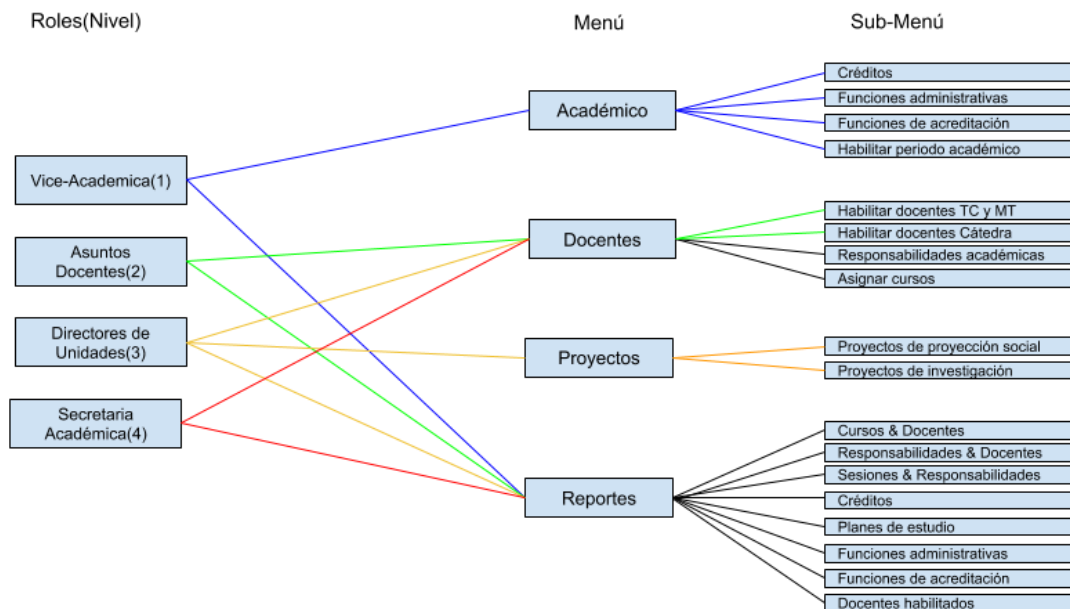 Roles(Nivel)
Menú
Sub-Menú
Vice-Academica(1)
Asuntos
Docentes(2)
Directores de
Unidades(3)
Secretaria
Académica(4)
Académico
Docentes
Proyectos
Reportes
Créditos
Funciones administrativas
Funciones de acreditación
Habilitar periodo académico
Habilitar docentes TC y MT
Habilitar docentes Cátedra
Responsabilidades académicas
Asignar cursos
Proyectos de proyección social
Proyectos de investigación
Cursos & Docentes
Responsabilidades & Docentes
Sesiones & Responsabilidades
Créditos
Planes de estudio
Funciones administrativas
Funciones de acreditación
Docentes habilitados